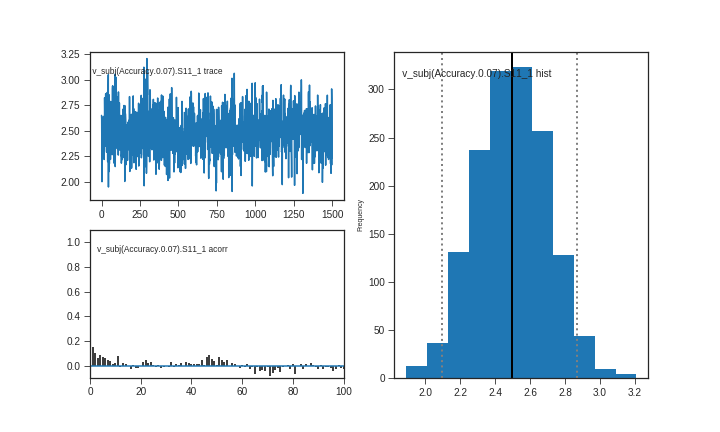 3.25
3.00
2.75
2.50
2.25
2.00
v_subj(Accuracy.0.07).S11_1 trace
0 250 500 750 1000 1250 1500
1.0
0.8
0.6
0.4
0.2
0.0
v_subj(Accuracy.0.07).S11_1 acorr
0 20 40 60 80 100
Frequency
300
250
200
150
100
50
0
v_subj(Accuracy.0.07).S11_1 hist
2.0 2.2 2.4 2.6 2.8 3.0 3.2